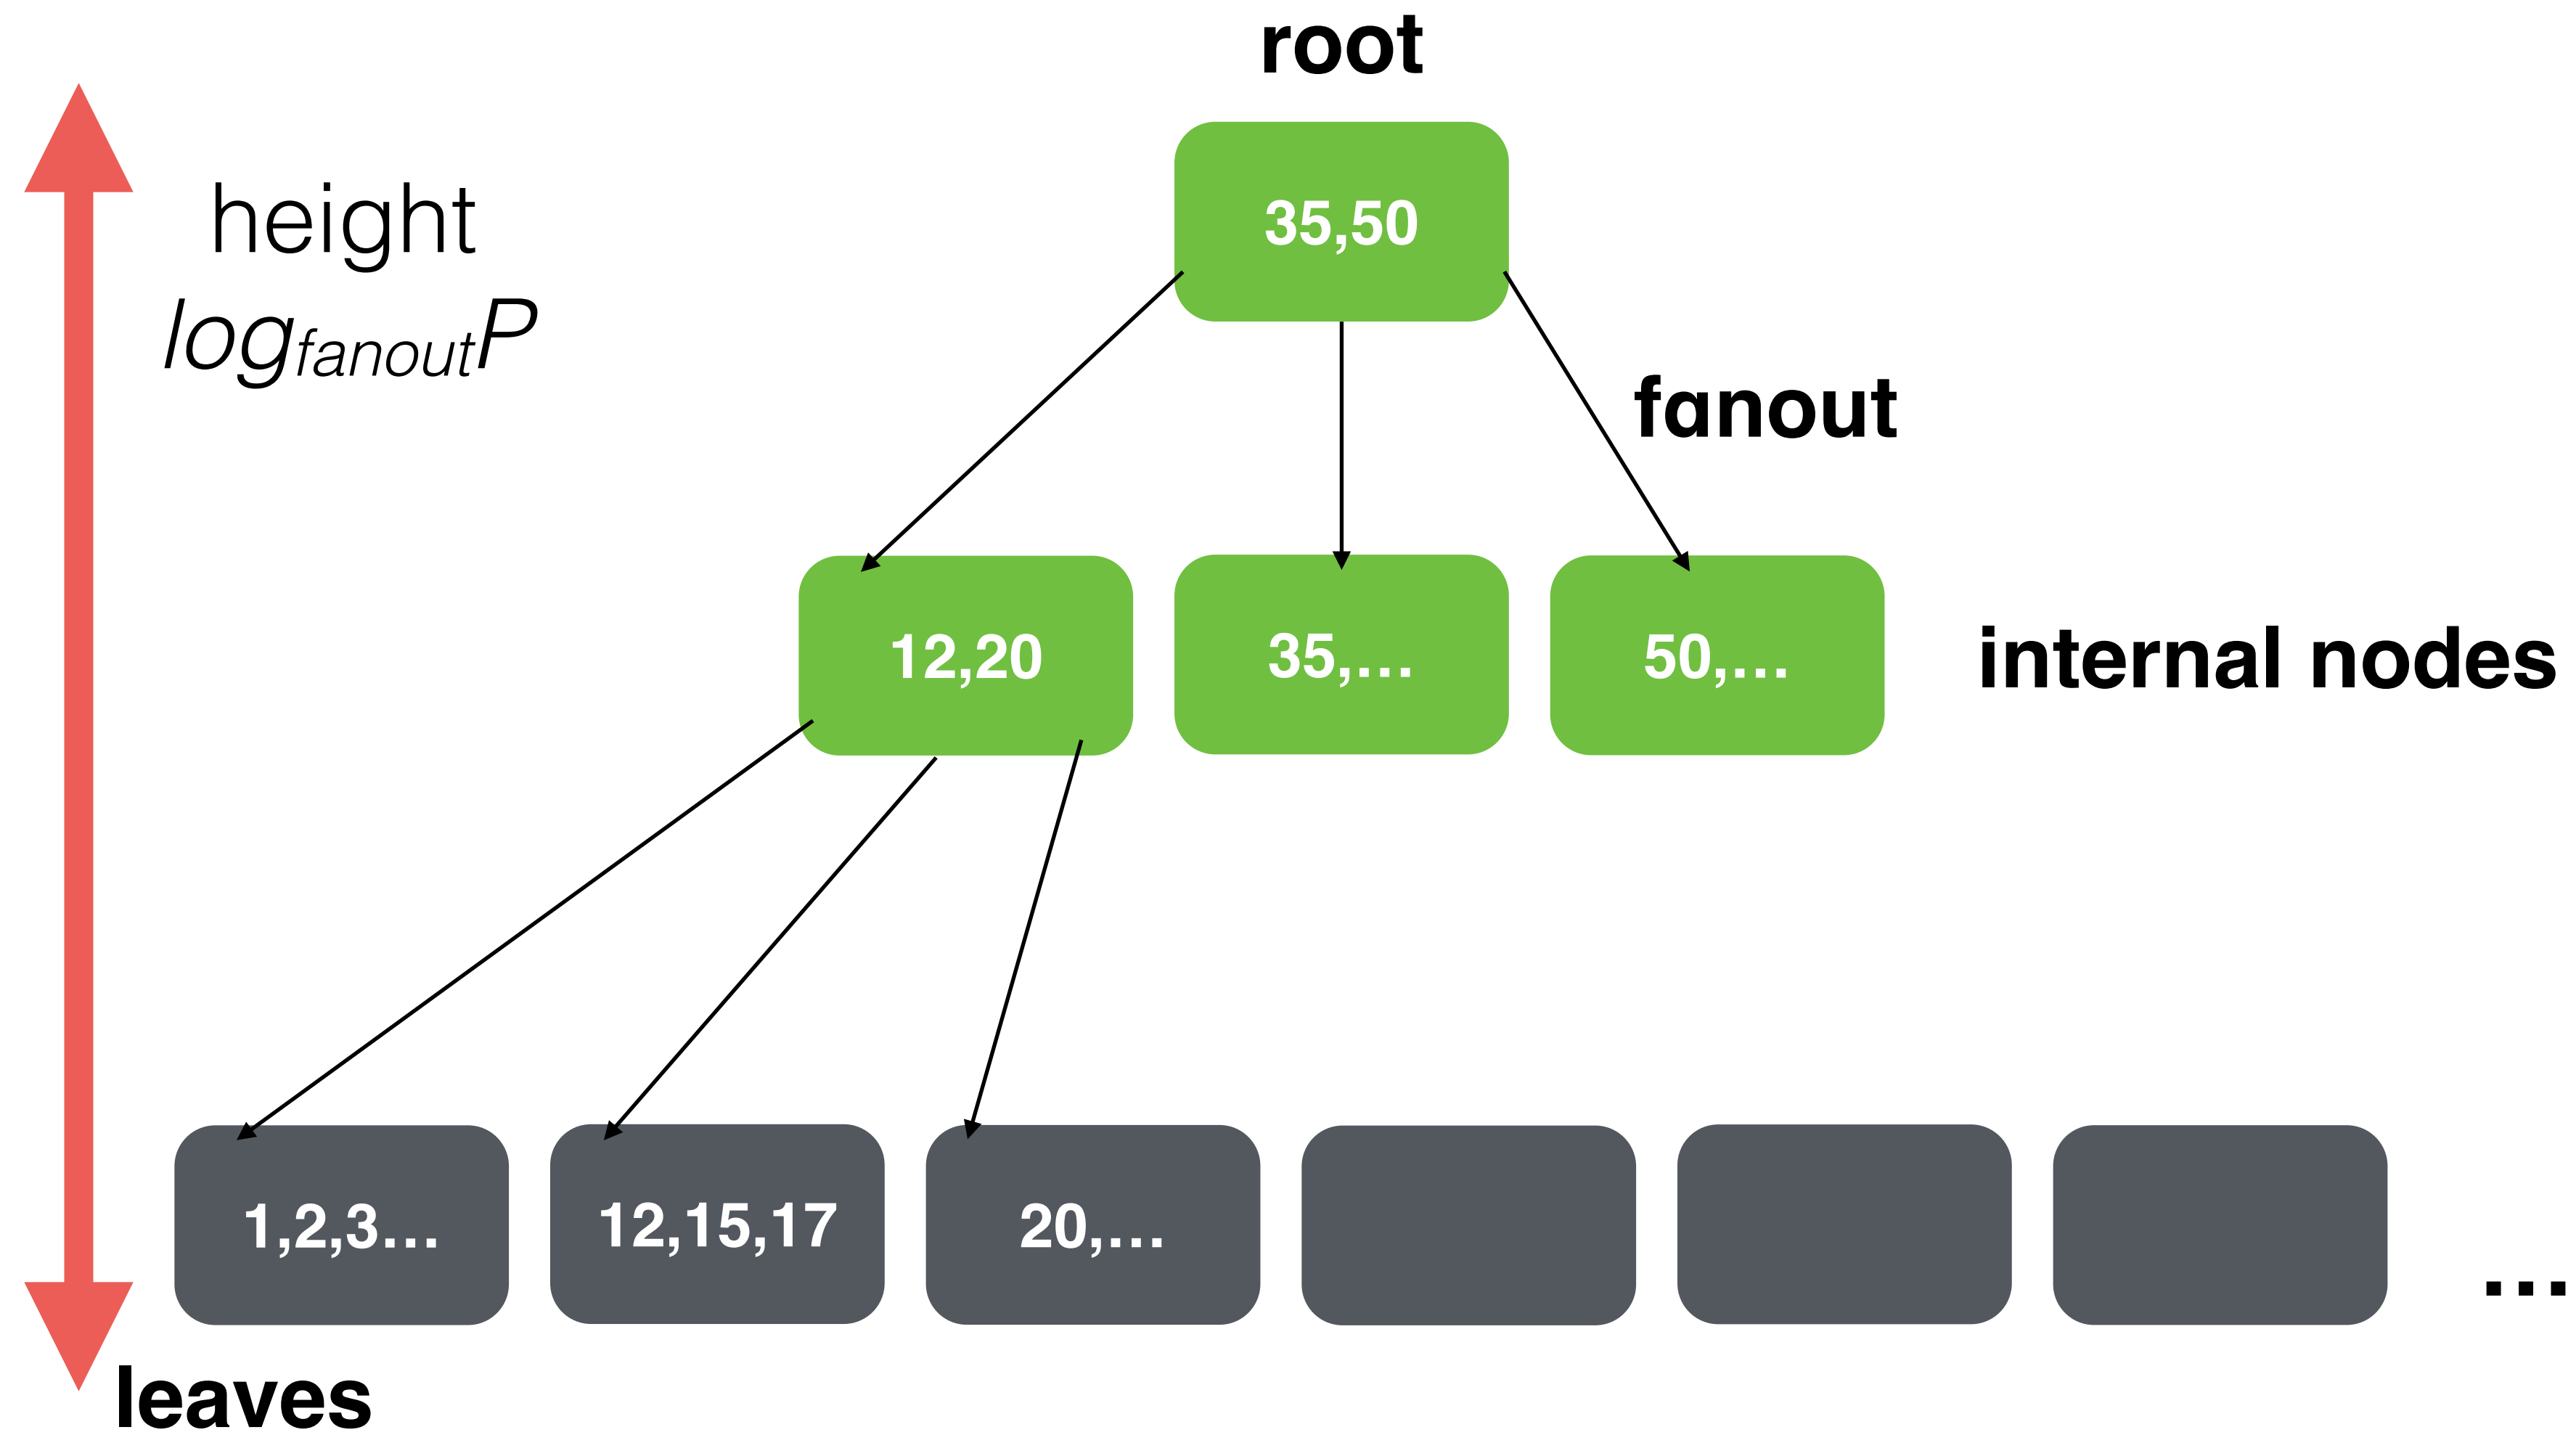 root
35,50
height
logfanoutP
fanout
12,20
35,...
50,...
internal nodes
1,2,3...
12,15,17
20,...
...
leaves